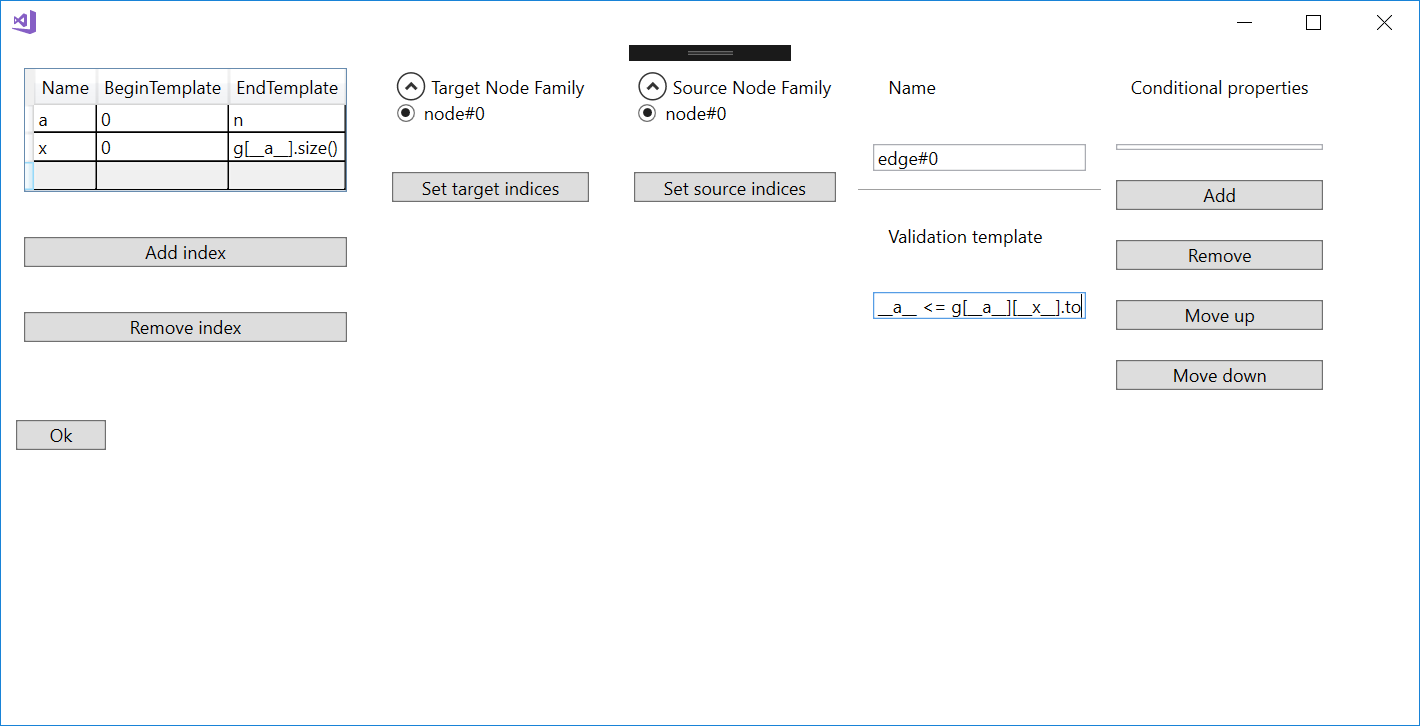 Name BeginTemplate EndTemplate
a 0 n
x 0 g[__a__].size()
Add index
Remove index
Ok
Target Node Family
node#0
Set target indices
Source Node Family
node#0
Set source indices
Name
edge#0
Validation template
__a__ <= g[__a__][__x__].to
Conditional properties
Add
Remove
Move up
Move down